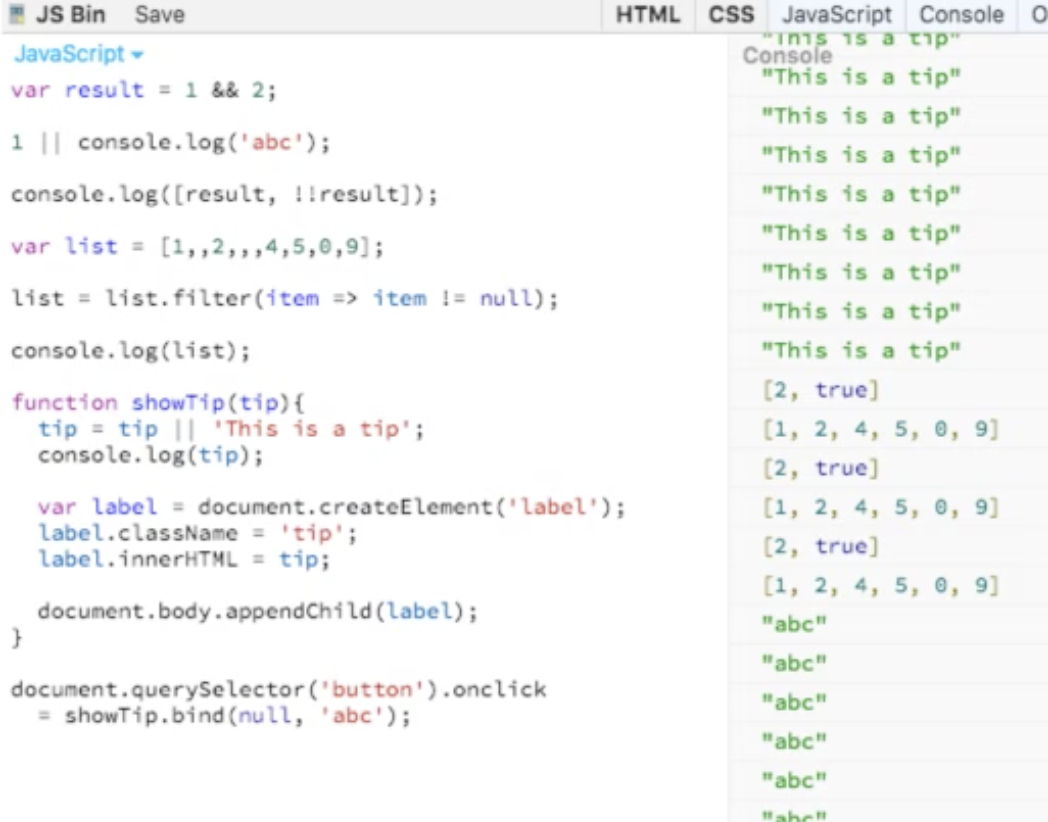 JS Bin Save HTML CSS JavaScript Console
JavaScript
var result = 1 && 2;
1 || console.log('abc');
console.log([result, !!result]);
var list = [1,,2,,,4,5,0,9];
list = list.filter(item => item != null);
console.log(list);
function showTip(tip){
tip = tip || 'This is a tip';
console.log(tip);
var label = document.createElement('label');
label.className = 'tip';
label.innerHTML = tip;
document.body.appendChild(label);
}
document.querySelector('button').onclick
= showTip.bind(null, 'abc');
"This is a tip"
Console
"This is a tip"
"This is a tip"
"This is a tip"
"This is a tip"
"This is a tip"
"This is a tip"
"This is a tip"
"This is a tip"
[2, true]
[1, 2, 4, 5, 0, 9]
[2, true]
[1, 2, 4, 5, 0, 9]
[2, true]
[1, 2, 4, 5, 0, 9]
"abc"
"abc"
"abc"
"abc"
"abc"
"abc"